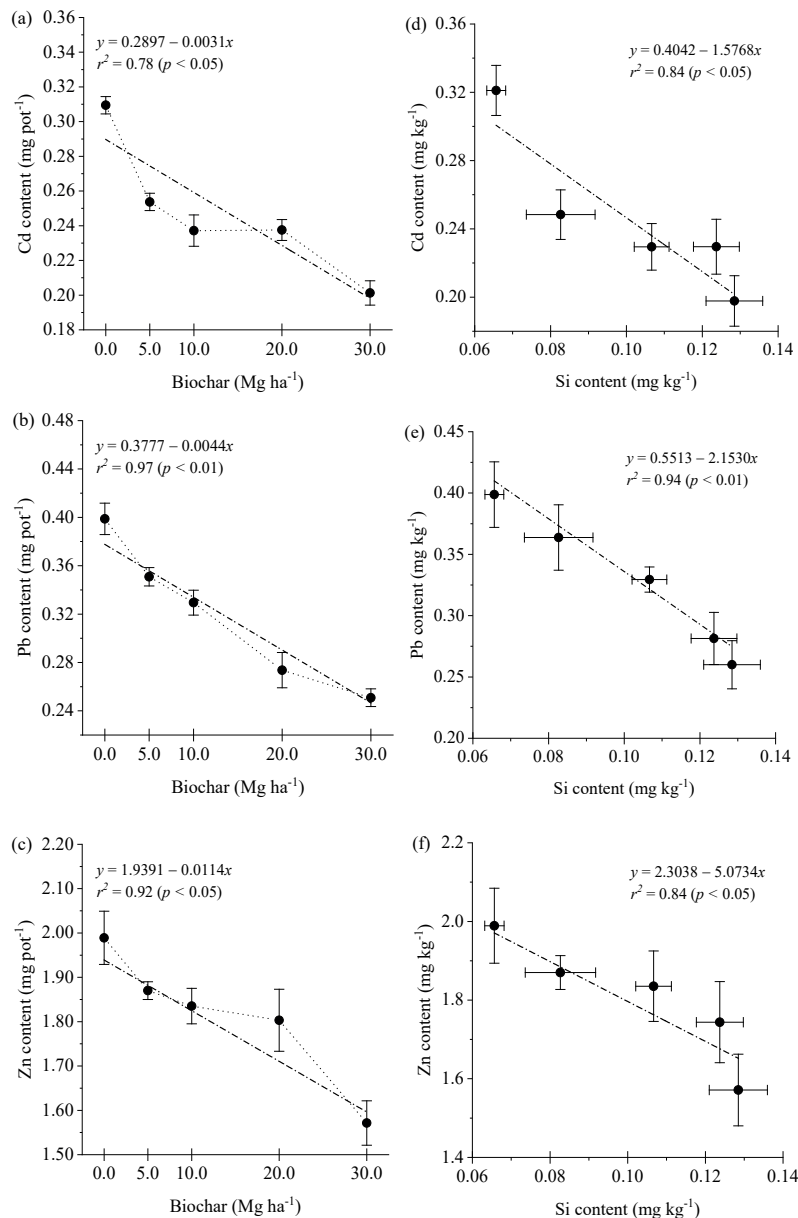 (a)
y = 0.2897 – 0.0031x
r² = 0.78 (p < 0.05)
Cd content (mg pot⁻¹)
0.36
0.33
0.31
0.28
0.26
0.23
0.20
0.18
0.0 5.0 10.0 20.0 30.0
Biochar (Mg ha⁻¹)
(d)
y = 0.4042 – 1.5768x
r² = 0.84 (p < 0.05)
Cd content (mg kg⁻¹)
0.36
0.32
0.28
0.24
0.20
0.06 0.08 0.10 0.12 0.14
Si content (mg kg⁻¹)
(b)
y = 0.3777 – 0.0044x
r² = 0.97 (p < 0.01)
Pb content (mg pot⁻¹)
0.48
0.44
0.40
0.36
0.32
0.28
0.24
0.0 5.0 10.0 20.0 30.0
Biochar (Mg ha⁻¹)
(e)
y = 0.5513 – 2.1530x
r² = 0.94 (p < 0.01)
Pb content (mg kg⁻¹)
0.45
0.40
0.35
0.30
0.25
0.20
0.06 0.08 0.10 0.12 0.14
Si content (mg kg⁻¹)
(c)
y = 1.9391 – 0.0114x
r² = 0.92 (p < 0.05)
Zn content (mg pot⁻¹)
2.20
2.10
2.00
1.90
1.80
1.70
1.60
1.50
0.0 5.0 10.0 20.0 30.0
Biochar (Mg ha⁻¹)
(f)
y = 2.3038 – 5.0734x
r² = 0.84 (p < 0.05)
Zn content (mg kg⁻¹)
2.2
2.1
2.0
1.8
1.6
1.4
0.06 0.08 0.10 0.12 0.14
Si content (mg kg⁻¹)